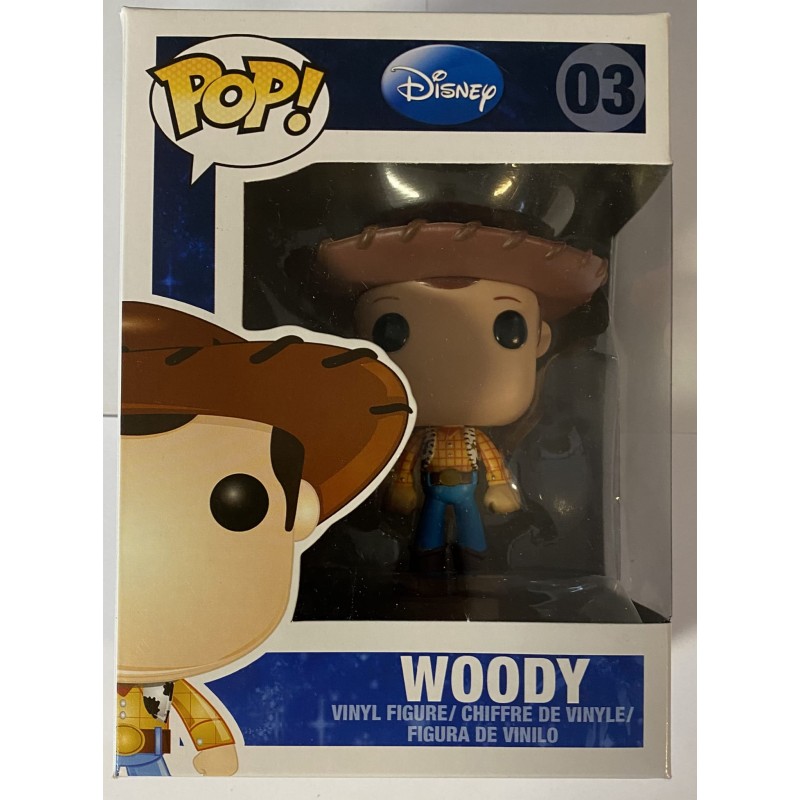 POP!
Disney
03
WOODY
VINYL FIGURE/ CHIFFRE DE VINYLE/
FIGURA DE VINILO